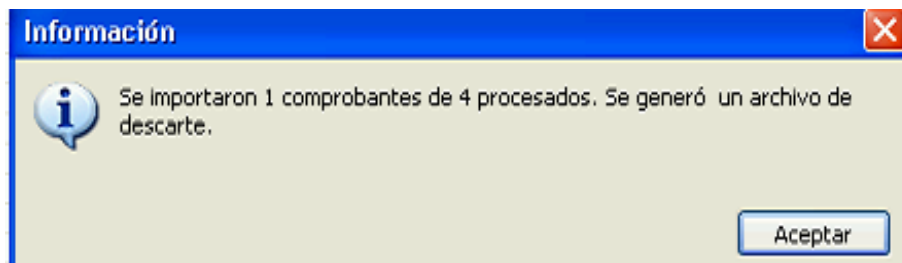 Información
Se importaron 1 comprobantes de 4 procesados. Se generó un archivo de
descarte.
Aceptar